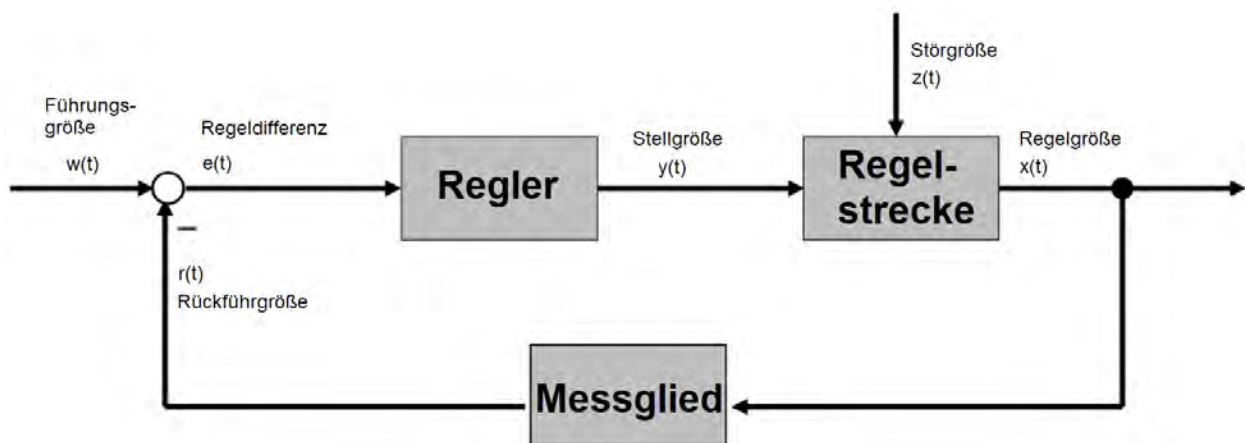 Störgröße
z(t)
Führungs-
größe
w(t)
Regeldifferenz
e(t)
Regler
Stellgröße
y(t)
Regel-
strecke
Regelgröße
x(t)
–
r(t)
Rückführgröße
Messglied